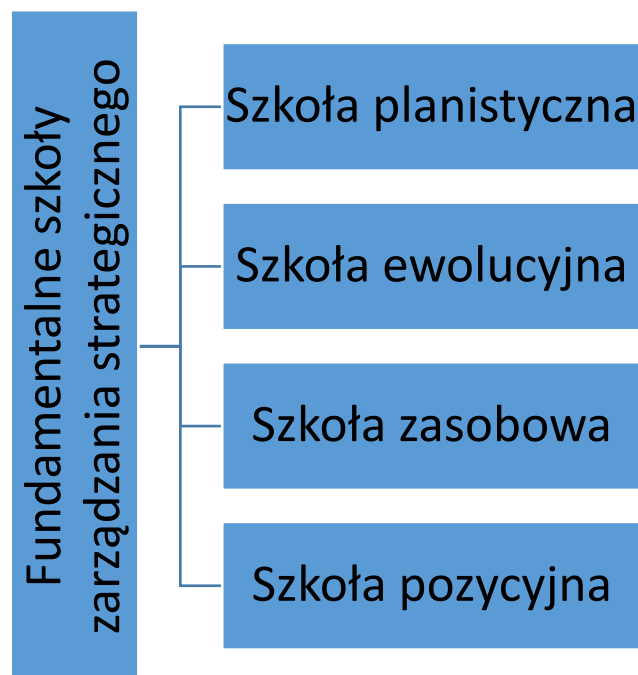 Fundamentalne szkoły
zarządzania strategicznego
Szkoła planistyczna
Szkoła ewolucyjna
Szkoła zasobowa
Szkoła pozycyjna